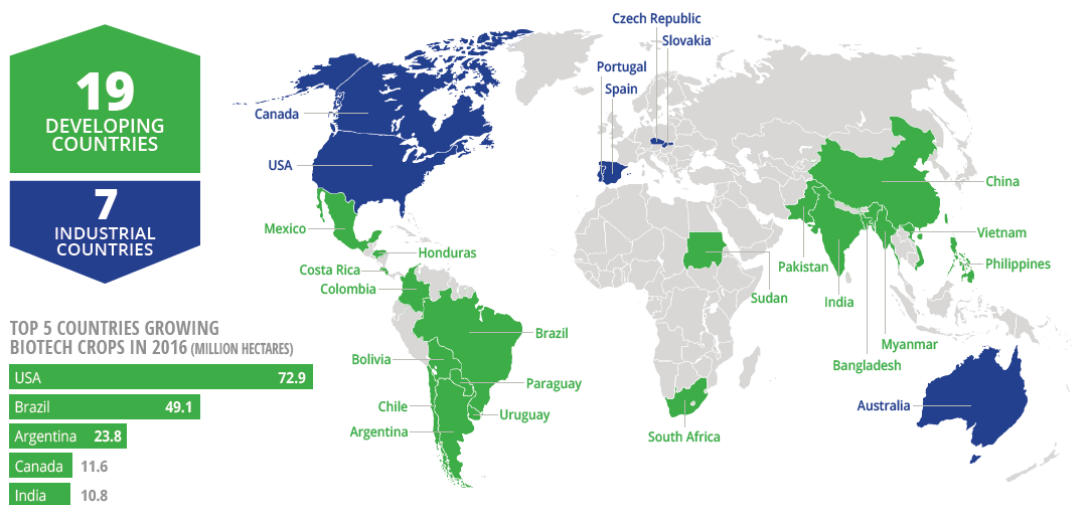 19
DEVELOPING
COUNTRIES
7
INDUSTRIAL
COUNTRIES
TOP 5 COUNTRIES GROWING
BIOTECH CROPS IN 2016 (MILLION HECTARES)
USA 72.9
Brazil 49.1
Argentina 23.8
Canada 11.6
India 10.8
Canada
USA
Mexico
Honduras
Costa Rica
Colombia
Brazil
Bolivia
Paraguay
Chile
Uruguay
Argentina
Czech Republic
Slovakia
Portugal
Spain
Sudan
South Africa
China
Vietnam
Philippines
Pakistan
India
Myanmar
Bangladesh
Australia